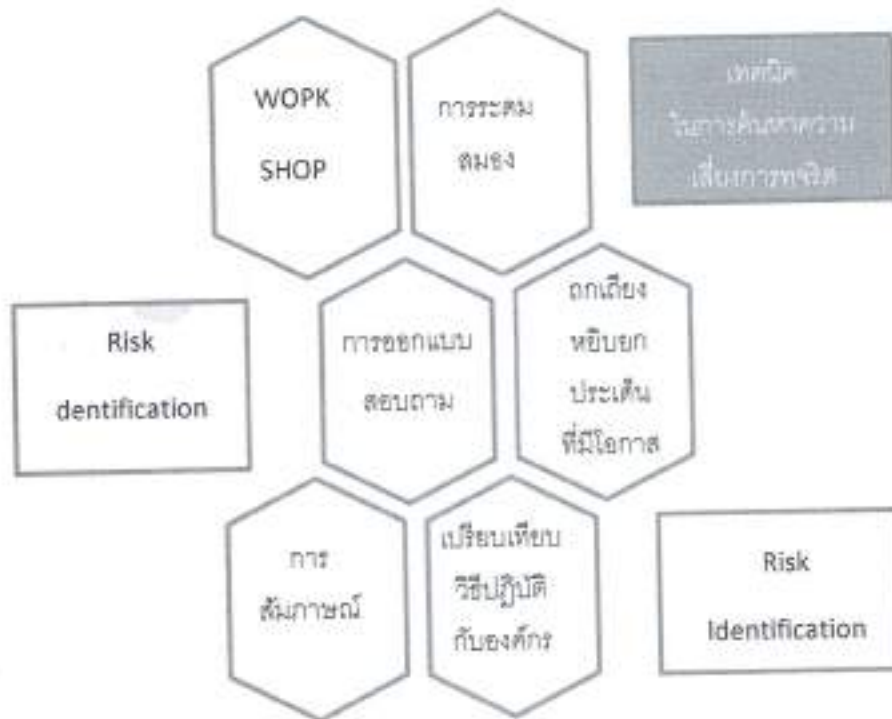 WOPK
SHOP
การระดม
สมอง
เทคนิค
ในการค้นหาความ
เสี่ยงการทุจริต
Risk
dentification
การออกแบบ
สอบถาม
ถกเถียง
หยิบยก
ประเด็น
ที่มีโอกาส
การ
สัมภาษณ์
เปรียบเทียบ
วิธีปฏิบัติ
กับองค์กร
Risk
Identification